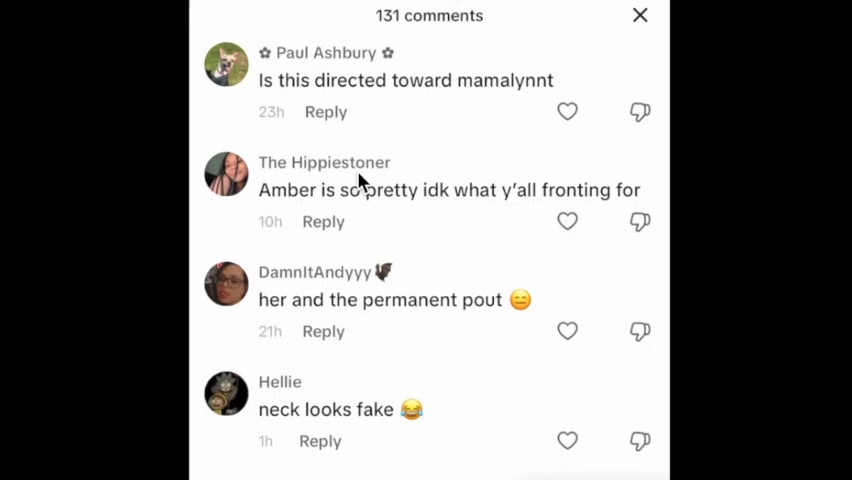 131 comments
✿ Paul Ashbury ✿
Is this directed toward mamalynnt
23h Reply
The Hippiestoner
Amber is so pretty idk what y'all fronting for
10h Reply
DamnItAndyyy🦇
her and the permanent pout 😑
21h Reply
Hellie
neck looks fake 😂
1h Reply